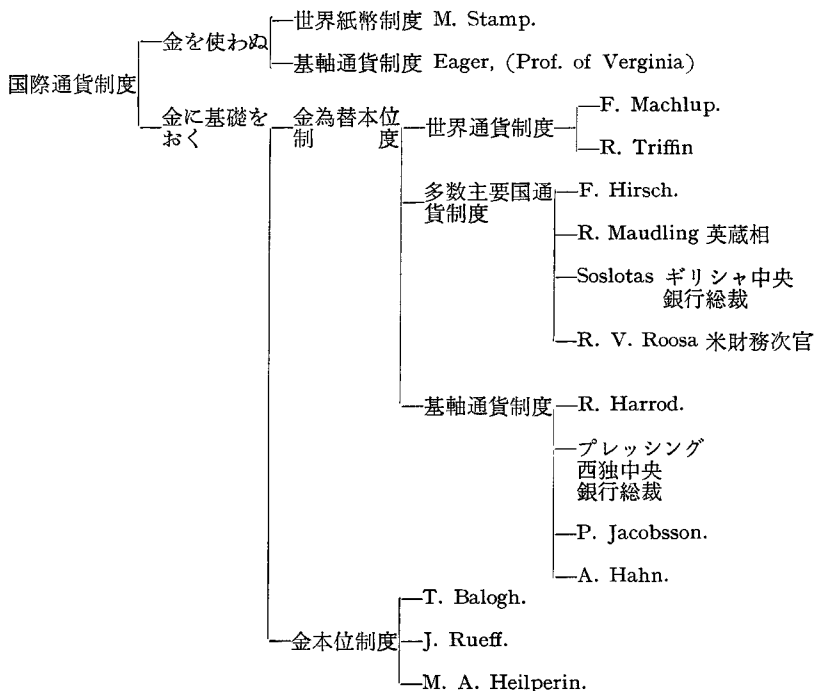 世界紙幣制度 M. Stamp.
金を使わぬ
基軸通貨制度 Eager, (Prof. of Verginia)
国際通貨制度
金に基礎を
おく
金為替本位
制 度
世界通貨制度
F. Machlup.
R. Triffin
多数主要国通
貨制度
F. Hirsch.
R. Maudling 英蔵相
Soslotas ギリシャ中央
銀行総裁
R. V. Roosa 米財務次官
基軸通貨制度
R. Harrod.
プレッシング
西独中央
銀行総裁
P. Jacobsson.
A. Hahn.
T. Balogh.
金本位制度
J. Rueff.
M. A. Heilperin.